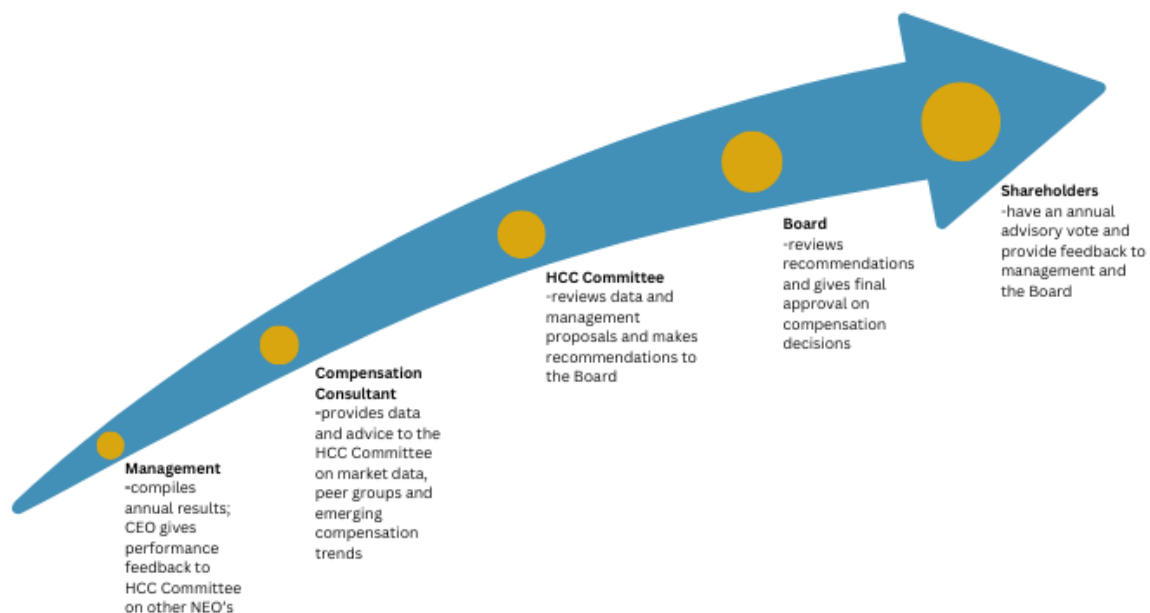 Management
-compiles
annual results;
CEO gives
performance
feedback to
HCC Committee
on other NEO's
Compensation
Consultant
-provides data
and advice to the
HCC Committee
on market data,
peer groups and
emerging
compensation
trends
HCC Committee
-reviews data and
management
proposals and makes
recommendations to
the Board
Board
-reviews
recommendations
and gives final
approval on
compensation
decisions
Shareholders
-have an annual
advisory vote and
provide feedback to
management and
the Board